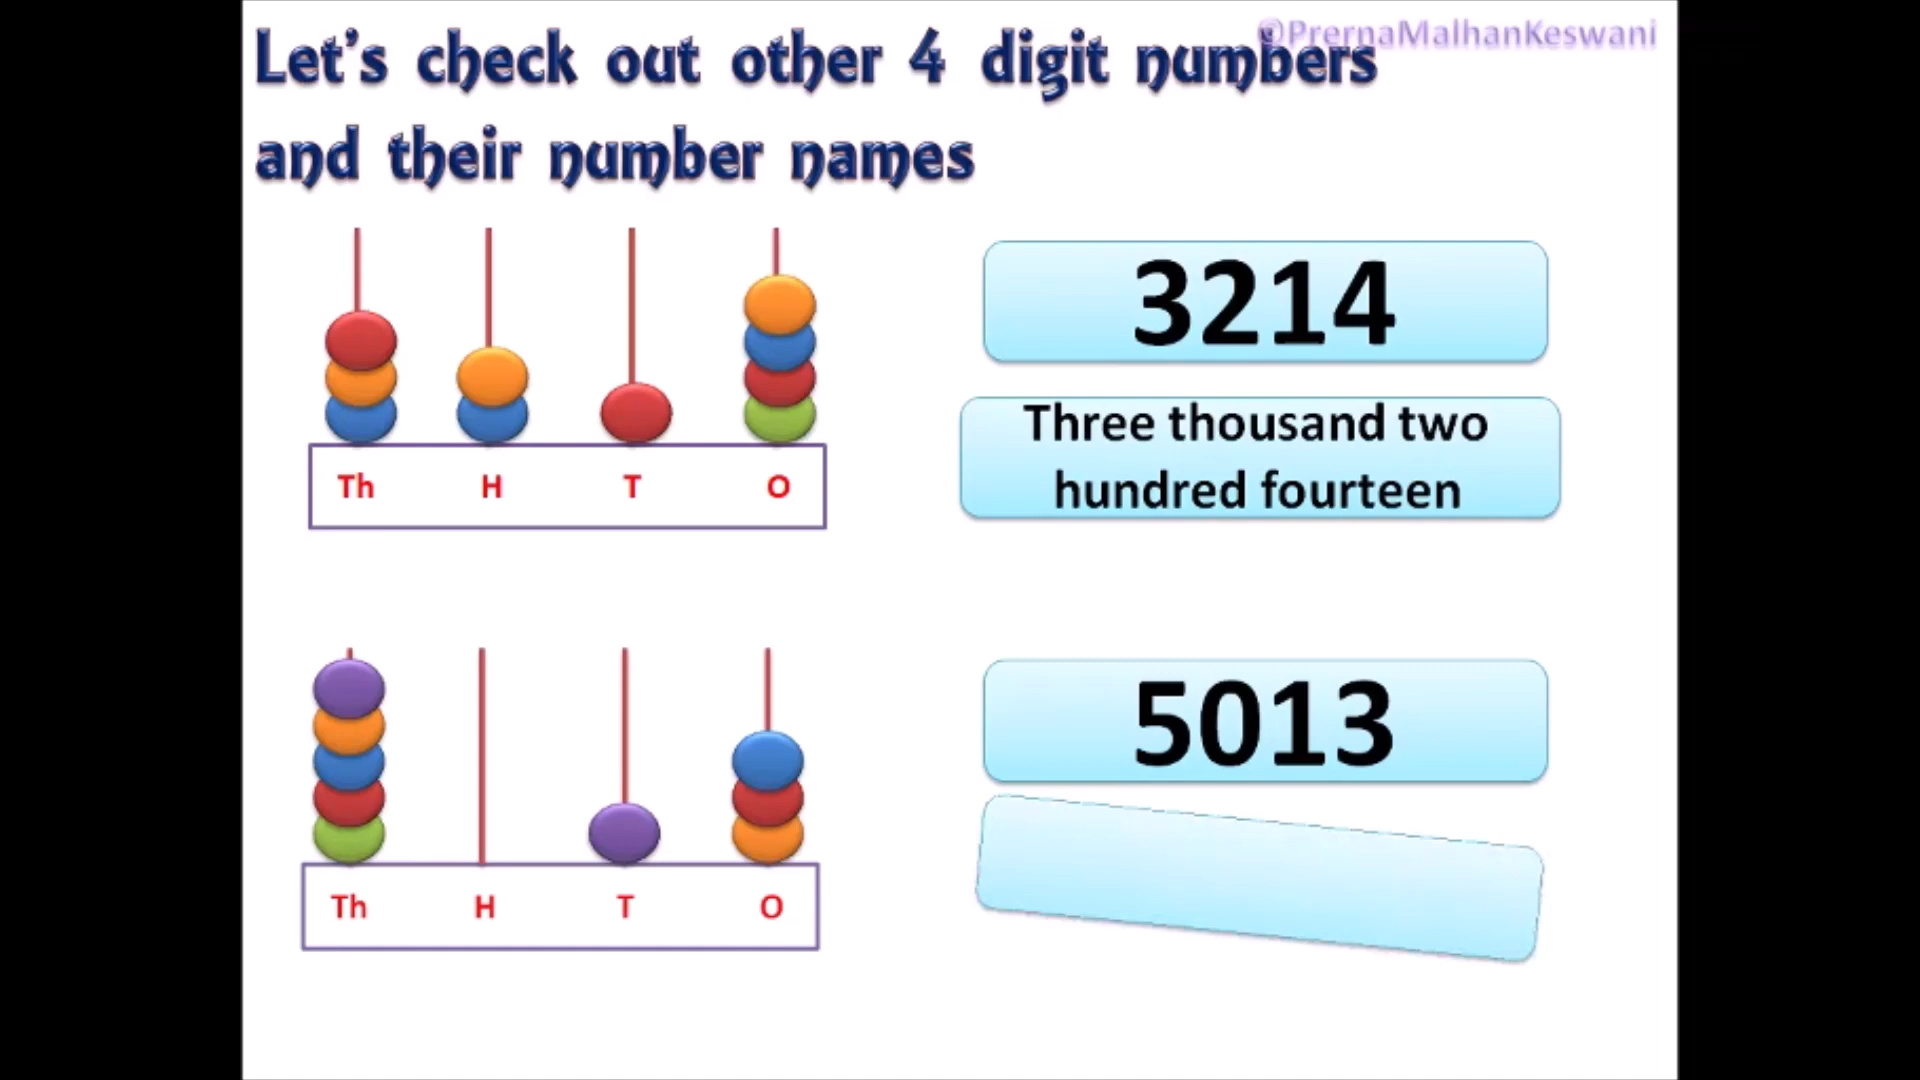 ©PrernaMalhanKeswani
Let's check out other 4 digit numbers
and their number names
3214
Three thousand two
hundred fourteen
Th H T O
5013
Th H T O